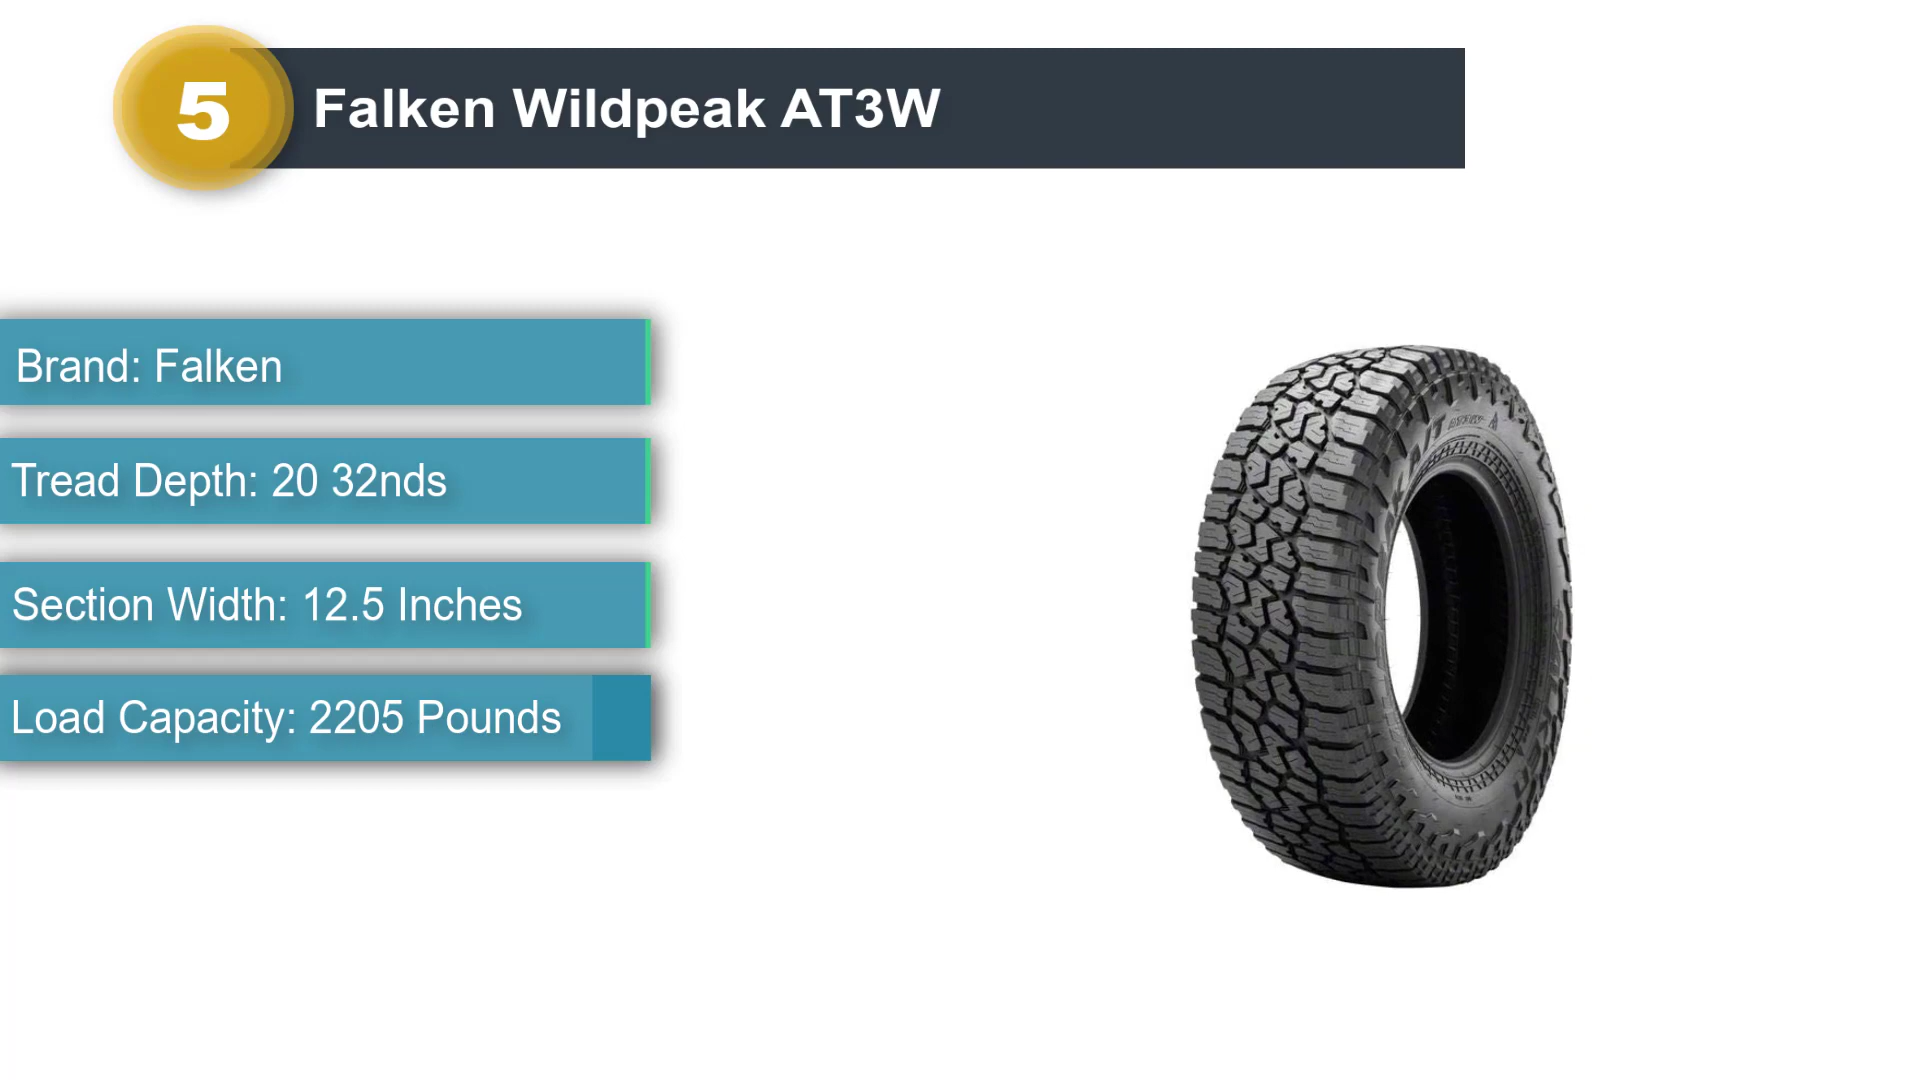 5
Falken Wildpeak AT3W
Brand: Falken
Tread Depth: 20 32nds
Section Width: 12.5 Inches
Load Capacity: 2205 Pounds
AT3W